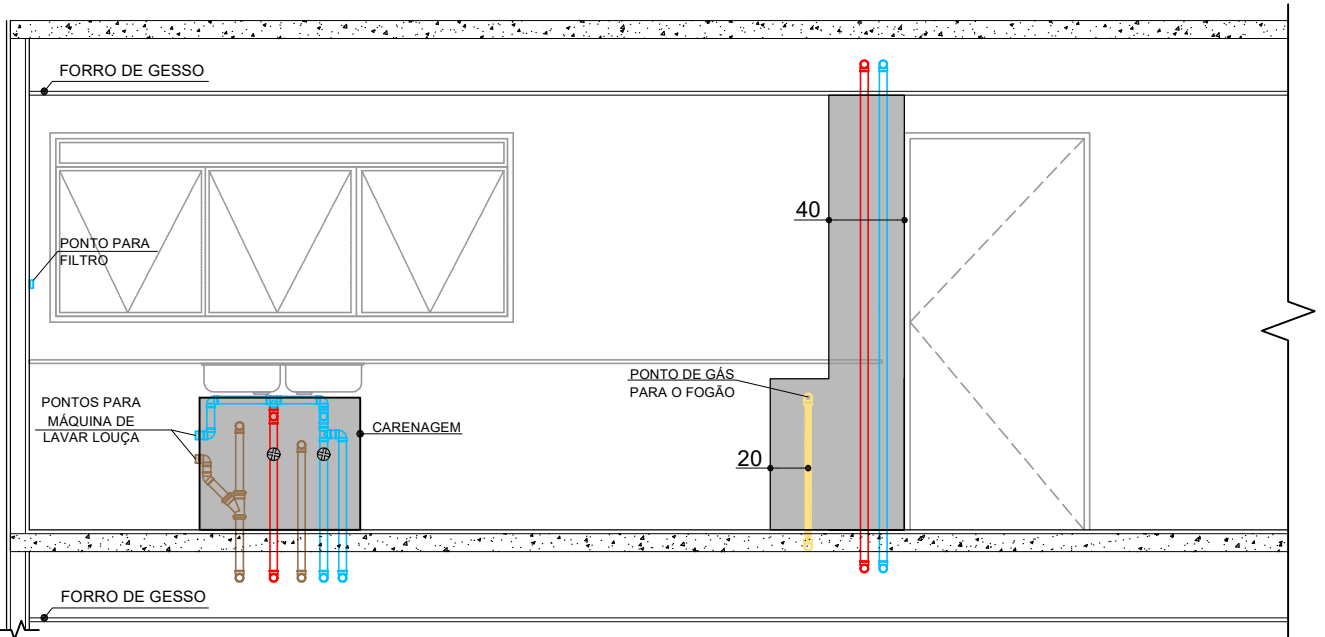 FORRO DE GESSO
40
PONTO PARA
FILTRO
PONTO DE GÁS
PARA O FOGÃO
PONTOS PARA
MÁQUINA DE
LAVAR LOUÇA
CARENAGEM
20
FORRO DE GESSO